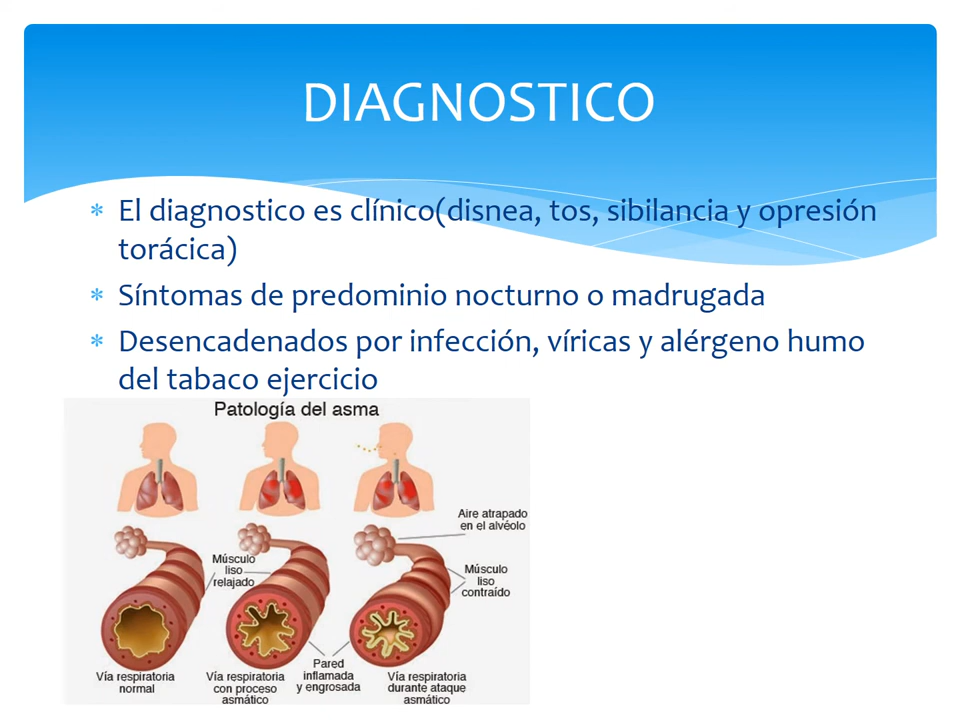 DIAGNOSTICO
El diagnostico es clínico(disnea, tos, sibilancia y opresión
torácica)
Síntomas de predominio nocturno o madrugada
Desencadenados por infección, víricas y alérgeno humo
del tabaco ejercicio
Patología del asma
Aire atrapado
en el alvéolo
Músculo
liso
relajado
Músculo
liso
contraído
Pared
inflamada
y engrosada
Vía respiratoria
normal
Vía respiratoria
con proceso
asmático
Vía respiratoria
durante ataque
asmático